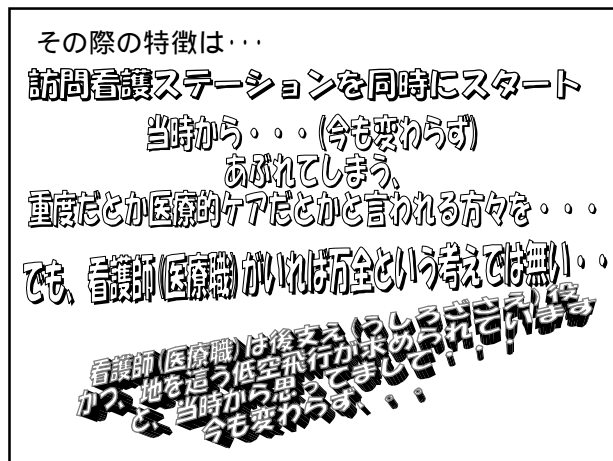 その際の特徴は･･･
訪問看護ステーションを同時にスタート
当時から・・・(今も変わらず)
あぶれてしまう、
重度だとか医療的ケアだとかと言われる方々を・・・
でも、看護師(医療職)がいれば万全という考えでは無い・・
看護師(医療職)は後支え(うしろざさえ)役
かつ、地を這う低空飛行が求められています
と、当時から思ってまして・・・
今も変わらず・・・